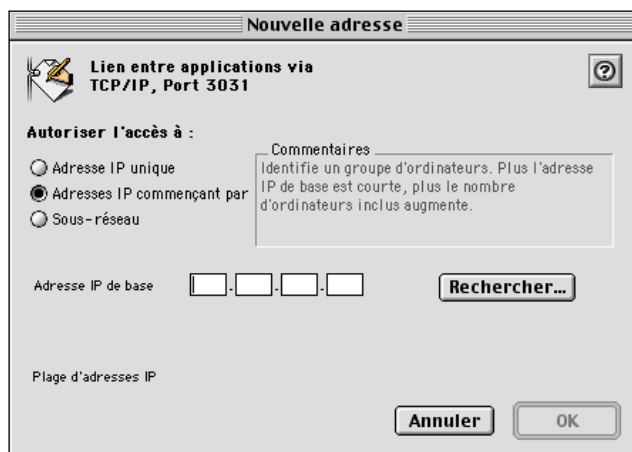 Nouvelle adresse
Lien entre applications via
TCP/IP, Port 3031
Autoriser l'accès à :
Adresse IP unique
Adresses IP commençant par
Sous-réseau
Commentaires
Identifie un groupe d'ordinateurs. Plus l'adresse
IP de base est courte, plus le nombre
d'ordinateurs inclus augmente.
Adresse IP de base
. . .
Rechercher...
Plage d'adresses IP
Annuler
OK